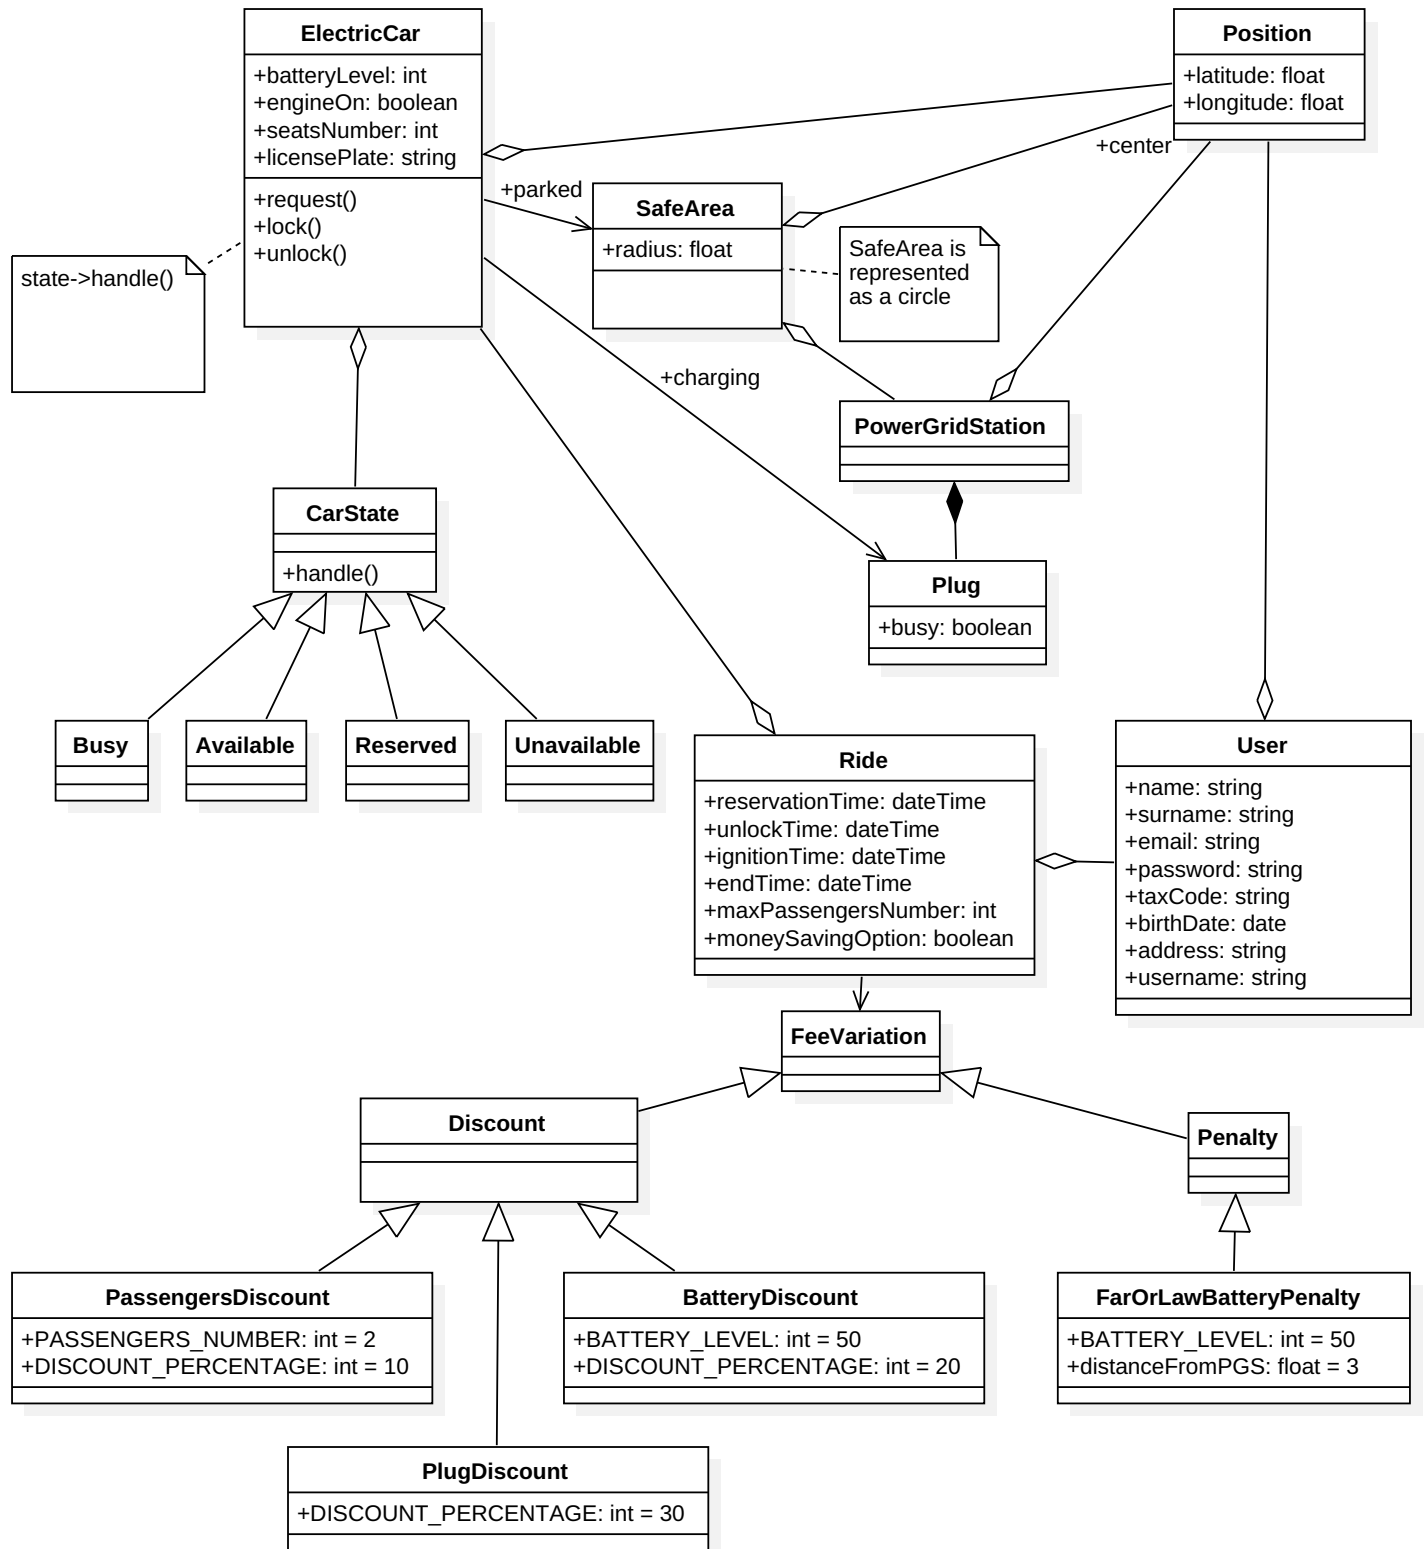 ElectricCar
+batteryLevel: int
+engineOn: boolean
+seatsNumber: int
+licensePlate: string
+request()
+lock()
+unlock()
Position
+latitude: float
+longitude: float
+center
+parked
SafeArea
+radius: float
SafeArea is
represented
as a circle
state->handle()
+charging
PowerGridStation
CarState
+handle()
Plug
+busy: boolean
Busy
Available
Reserved
Unavailable
Ride
+reservationTime: dateTime
+unlockTime: dateTime
+ignitionTime: dateTime
+endTime: dateTime
+maxPassengersNumber: int
+moneySavingOption: boolean
User
+name: string
+surname: string
+email: string
+password: string
+taxCode: string
+birthDate: date
+address: string
+username: string
FeeVariation
Discount
Penalty
PassengersDiscount
+PASSENGERS_NUMBER: int = 2
+DISCOUNT_PERCENTAGE: int = 10
BatteryDiscount
+BATTERY_LEVEL: int = 50
+DISCOUNT_PERCENTAGE: int = 20
FarOrLawBatteryPenalty
+BATTERY_LEVEL: int = 50
+distanceFromPGS: float = 3
PlugDiscount
+DISCOUNT_PERCENTAGE: int = 30